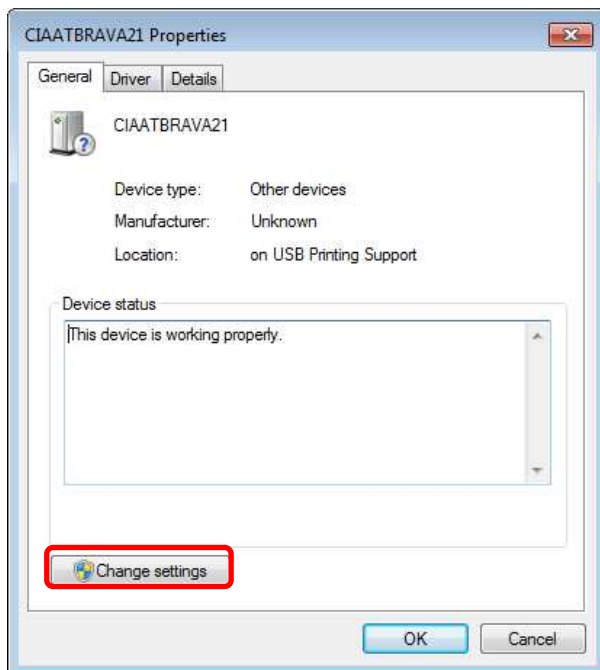 CIAATBRAVA21 Properties
General Driver Details
CIAATBRAVA21
Device type: Other devices
Manufacturer: Unknown
Location: on USB Printing Support
Device status
This device is working properly.
Change settings
OK Cancel